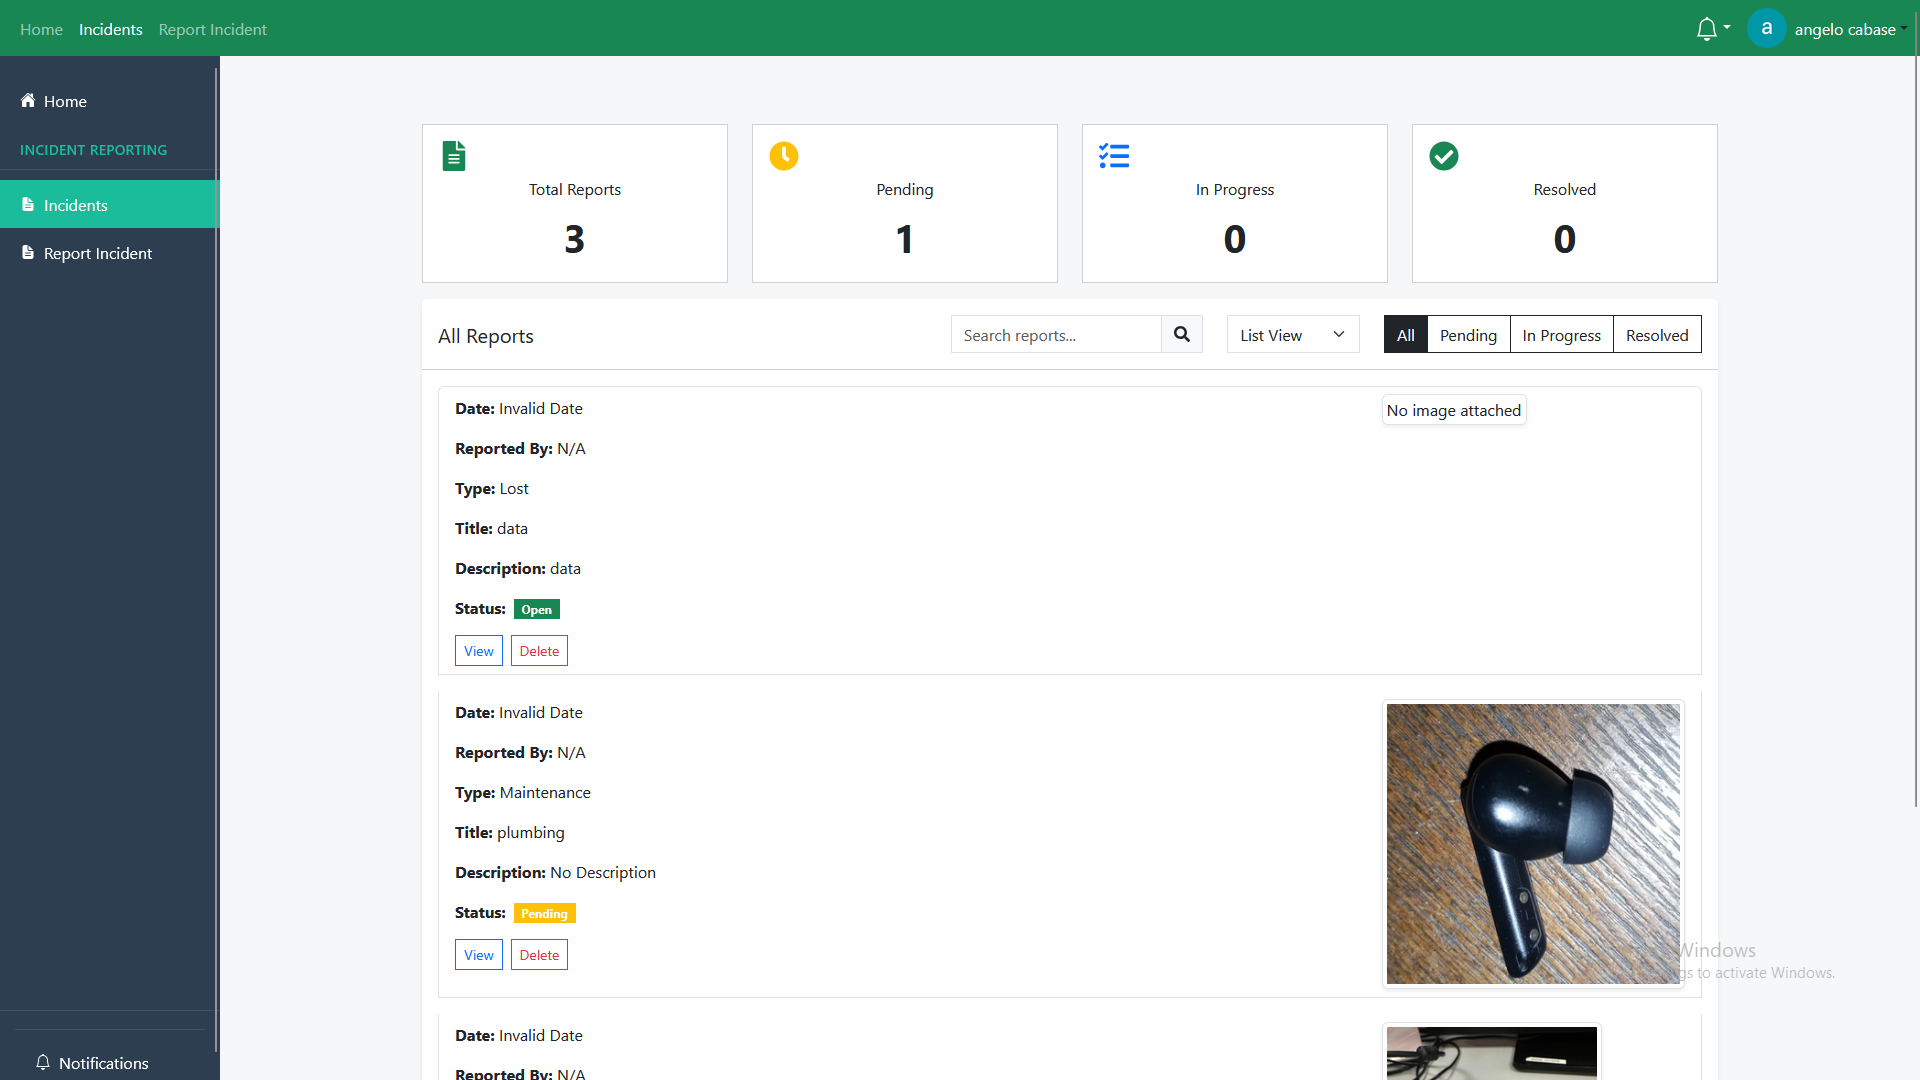 Home Incidents Report Incident
a angelo cabase
Home
INCIDENT REPORTING
Incidents
Report Incident
Notifications
Total Reports
3
Pending
1
In Progress
0
Resolved
0
All Reports
Search reports...
List View
All Pending In Progress Resolved
Date: Invalid Date
Reported By: N/A
Type: Lost
Title: data
Description: data
Status: Open
View Delete
No image attached
Date: Invalid Date
Reported By: N/A
Type: Maintenance
Title: plumbing
Description: No Description
Status: Pending
View Delete
Windows
gs to activate Windows.
Date: Invalid Date
Reported By: N/A